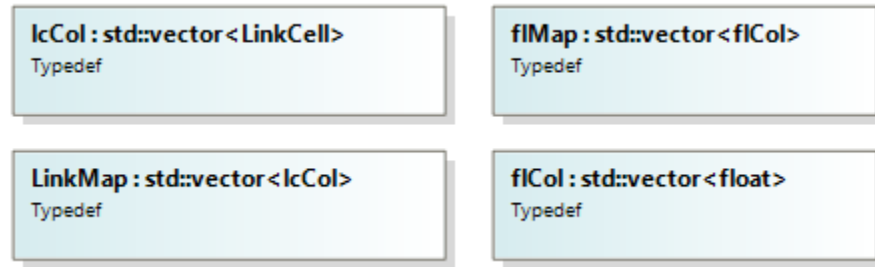 lcCol : std::vector<LinkCell>
Typedef
flMap : std::vector<flCol>
Typedef
LinkMap : std::vector<lcCol>
Typedef
flCol : std::vector<float>
Typedef